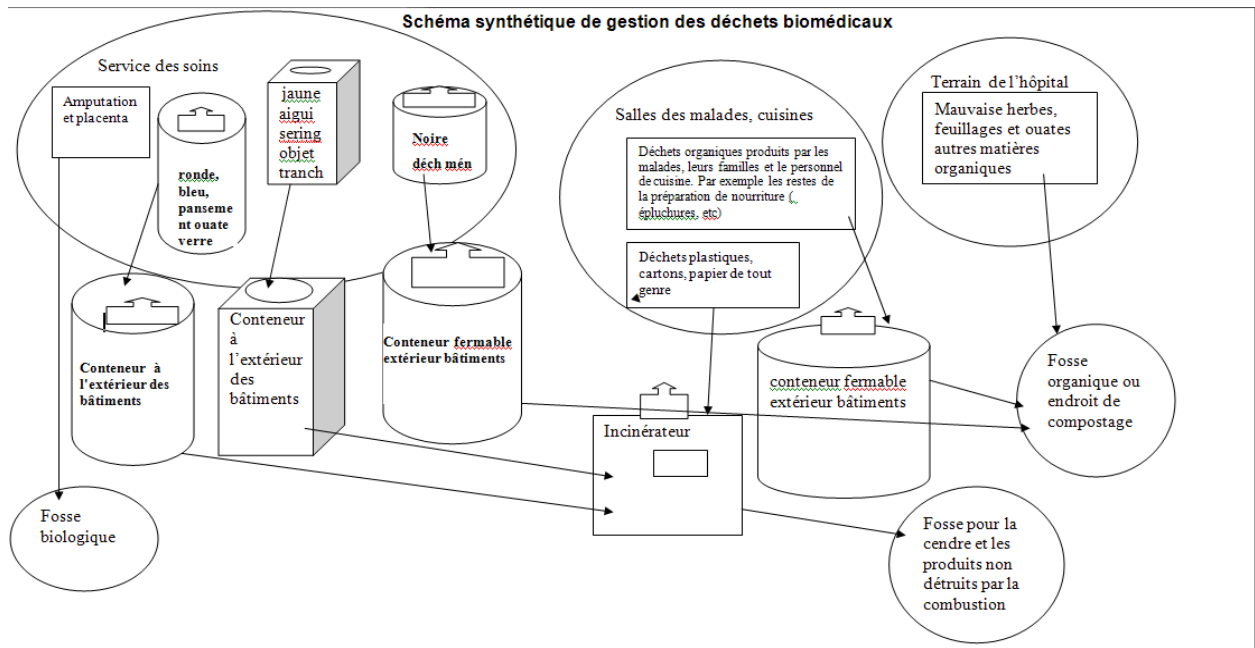 Schéma synthétique de gestion des déchets biomédicaux
Service des soins
Amputation
et placenta
ronde,
bleu,
panseme
nt ouate
verre
jaune
aigui
sering
objet
tranch
Noire
déch mén
Salles des malades, cuisines
Déchets organiques produits par les
malades, leurs familles et le personnel
de cuisine. Par exemple les restes de
la préparation de nourriture (
épluchures, etc)
Déchets plastiques,
cartons, papier de tout
genre
Terrain de l’hôpital
Mauvaise herbes,
feuillages et ouates
autres matières
organiques
Conteneur à
l’extérieur des
bâtiments
Conteneur
à
l’extérieur
des
bâtiments
Conteneur fermable
extérieur bâtiments
Incinérateur
conteneur fermable
extérieur bâtiments
Fosse
organique ou
endroit de
compostage
Fosse
biologique
Fosse pour la
cendre et les
produits non
détruits par la
combustion